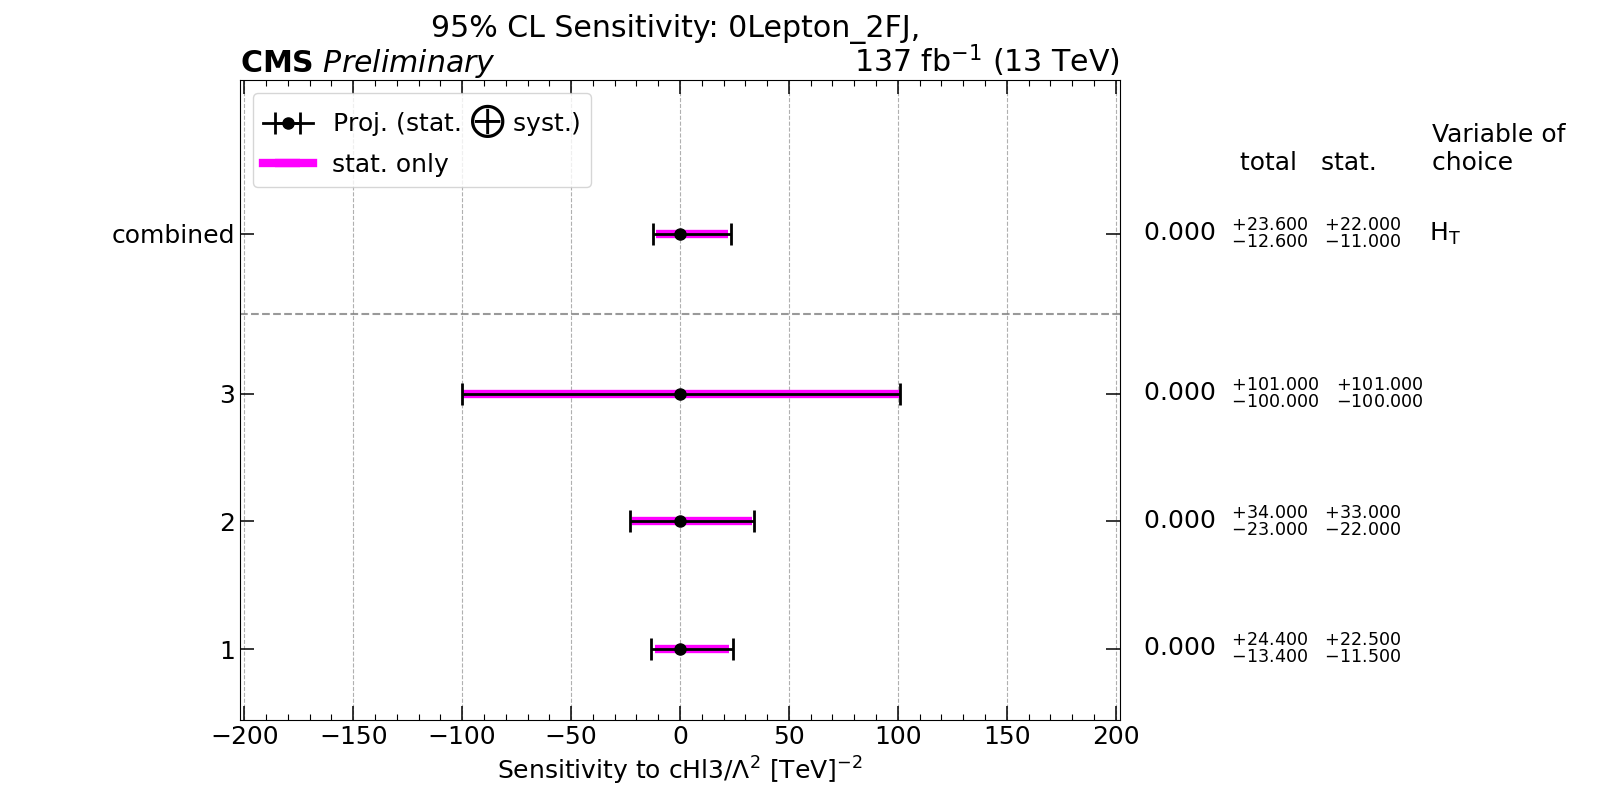 95% CL Sensitivity: 0Lepton_2FJ,
CMS Preliminary 137 fb⁻¹ (13 TeV)
Proj. (stat. ⊕ syst.)
stat. only
Variable of
total stat. choice
combined 0.000 +23.600 −12.600 +22.000 −11.000 H_T
3 0.000 +101.000 −100.000 +101.000 −100.000
2 0.000 +34.000 −23.000 +33.000 −22.000
1 0.000 +24.400 −13.400 +22.500 −11.500
−200 −150 −100 −50 0 50 100 150 200
Sensitivity to cHl3/Λ² [TeV]⁻²